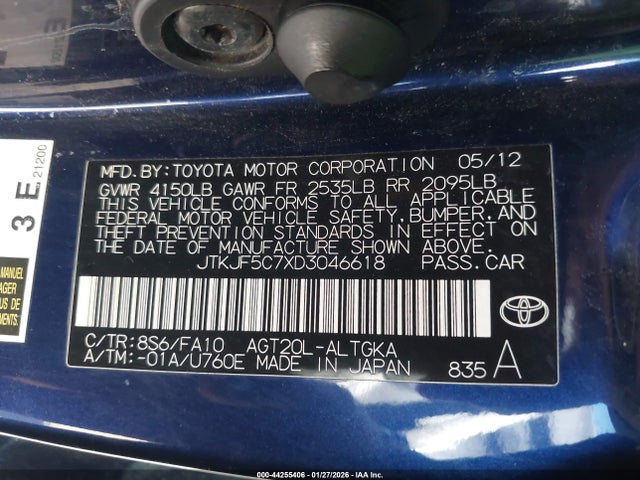 MFD.BY:TOYOTA MOTOR CORPORATION 05/12
GVWR 4150LB GAWR FR 2535LB RR 2095LB
THIS VEHICLE CONFORMS TO ALL APPLICABLE
FEDERAL MOTOR VEHICLE SAFETY, BUMPER, AND
THEFT PREVENTION STANDARDS IN EFFECT ON
THE DATE OF MANUFACTURE SHOWN ABOVE.
JTKJF5C7XD3046618 PASS.CAR
C/TR:8S6/FA10 AGT20L-ALTGKA
A/TM:-01A/U760E MADE IN JAPAN 835 A
3 E
21200
MANUAL
000-44255406 - 01/27/2026 - IAA.com